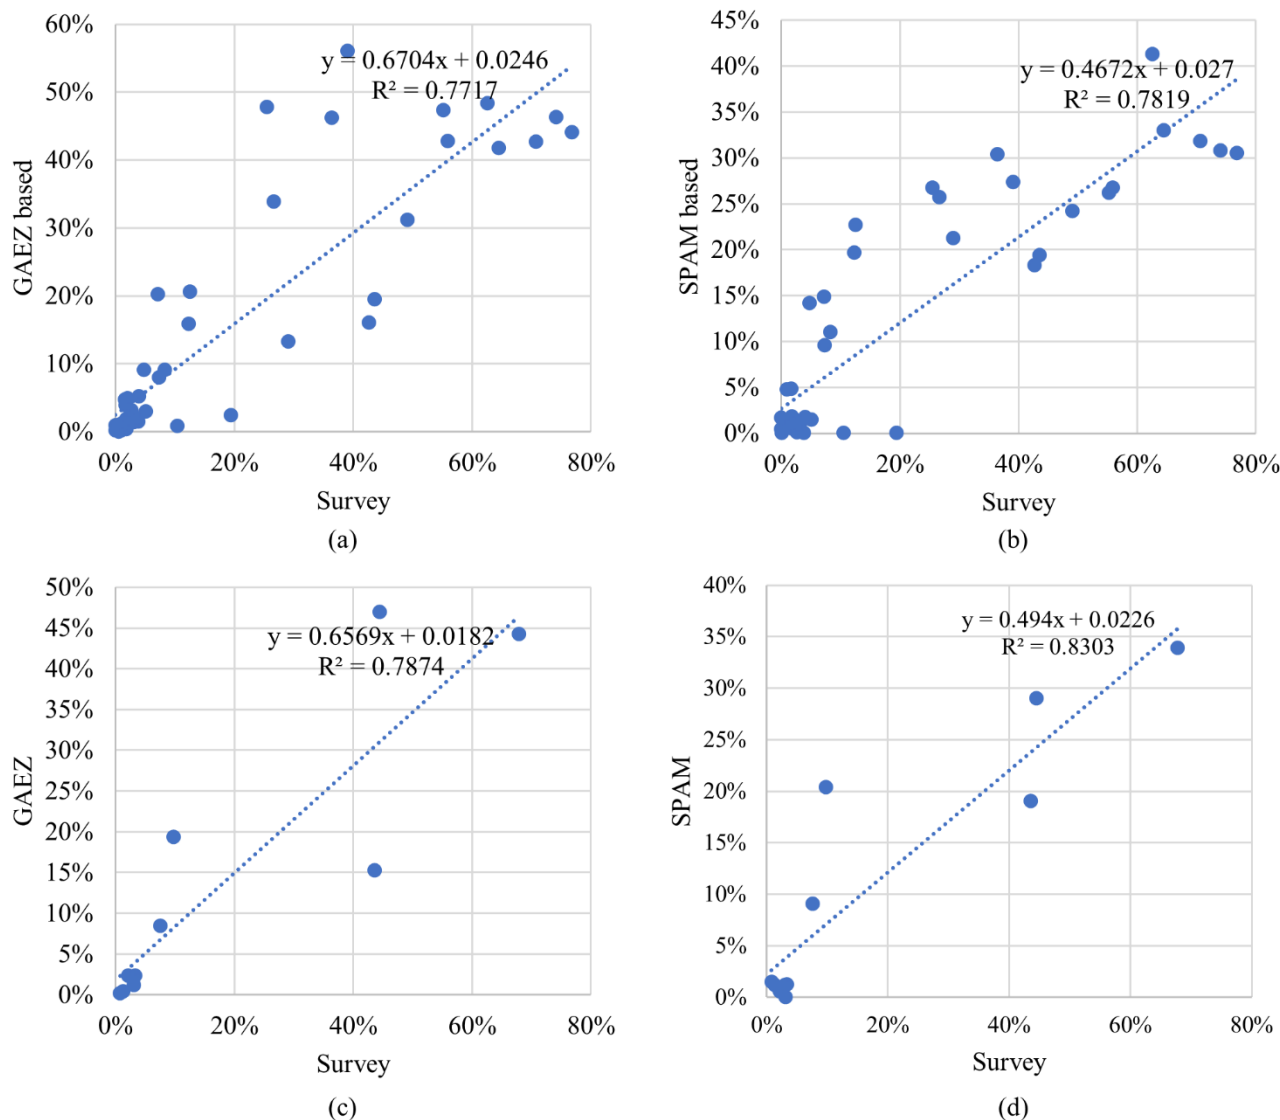 60%
50%
40%
30%
20%
10%
0%
GAEZ based
y = 0.6704x + 0.0246
R² = 0.7717
0% 20% 40% 60% 80%
Survey
(a)
45%
40%
35%
30%
25%
20%
15%
10%
5%
0%
SPAM based
y = 0.4672x + 0.027
R² = 0.7819
0% 20% 40% 60% 80%
Survey
(b)
50%
45%
40%
35%
30%
25%
20%
15%
10%
5%
0%
GAEZ
y = 0.6569x + 0.0182
R² = 0.7874
0% 20% 40% 60% 80%
Survey
(c)
40%
35%
30%
25%
20%
15%
10%
5%
0%
SPAM
y = 0.494x + 0.0226
R² = 0.8303
0% 20% 40% 60% 80%
Survey
(d)